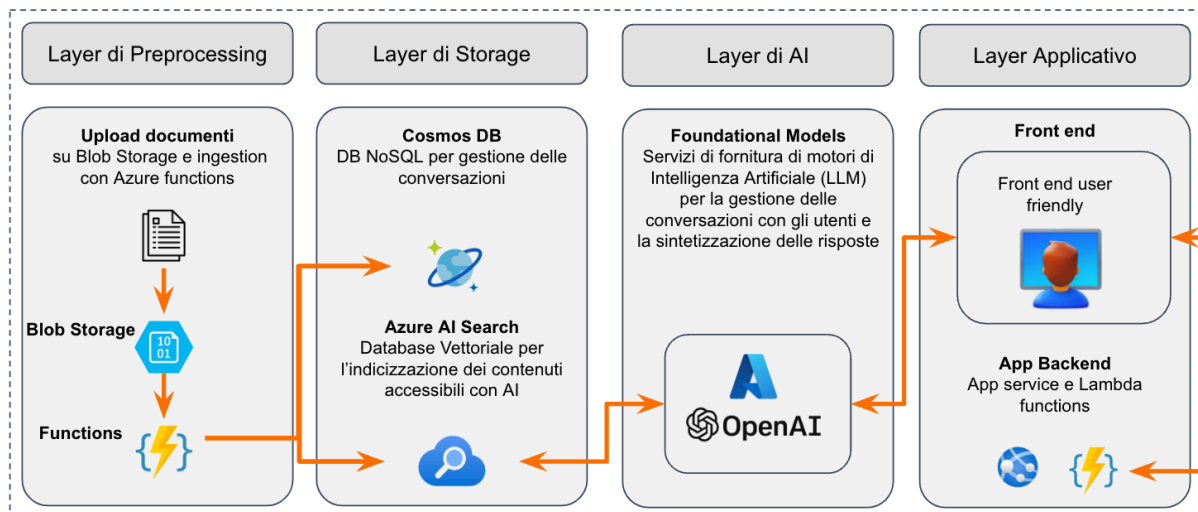 Layer di Preprocessing
Layer di Storage
Layer di AI
Layer Applicativo
Upload documenti
su Blob Storage e ingestion
con Azure functions
Blob Storage
10
01
Functions
Cosmos DB
DB NoSQL per gestione delle
conversazioni
Azure AI Search
Database Vettoriale per
l'indicizzazione dei contenuti
accessibili con AI
Foundational Models
Servizi di fornitura di motori di
Intelligenza Artificiale (LLM)
per la gestione delle
conversazioni con gli utenti e
la sintetizzazione delle risposte
OpenAI
Front end
Front end user
friendly
App Backend
App service e Lambda
functions